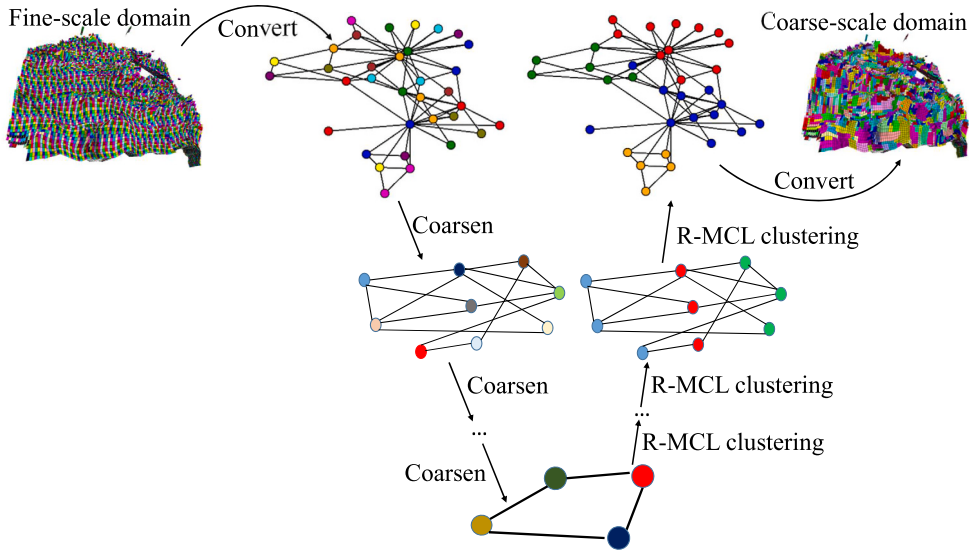 Fine-scale domain
Convert
Coarse-scale domain
Convert
Coarsen
R-MCL clustering
Coarsen
R-MCL clustering
...
...
R-MCL clustering
Coarsen